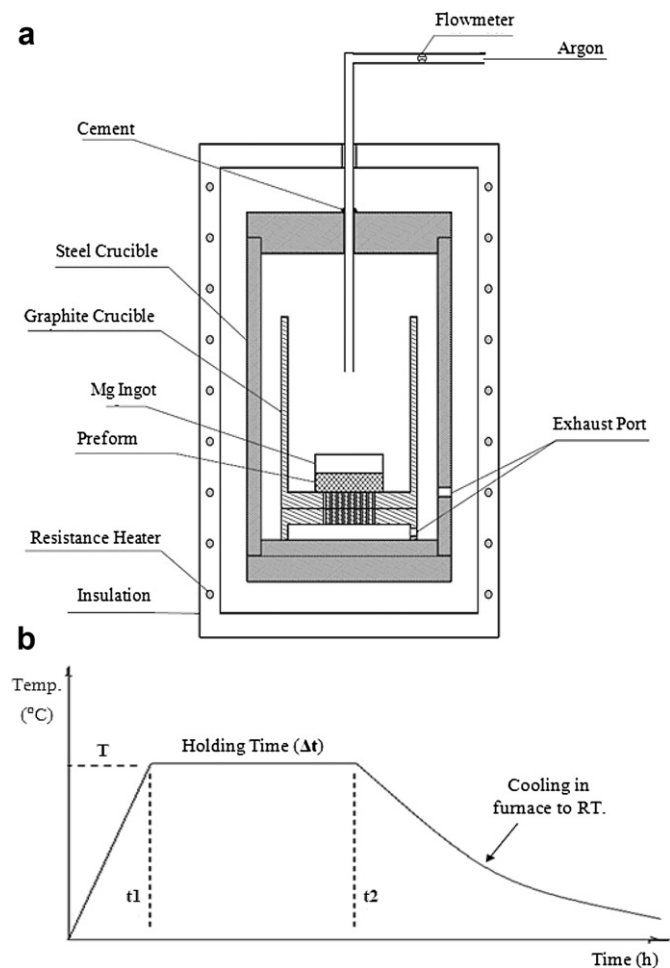 a
Flowmeter
Argon
Cement
Steel Crucible
Graphite Crucible
Mg Ingot
Preform
Exhaust Port
Resistance Heater
Insulation
b
Temp.
(°C)
T
Holding Time (Δt)
Cooling in
furnace to RT.
t1
t2
Time (h)